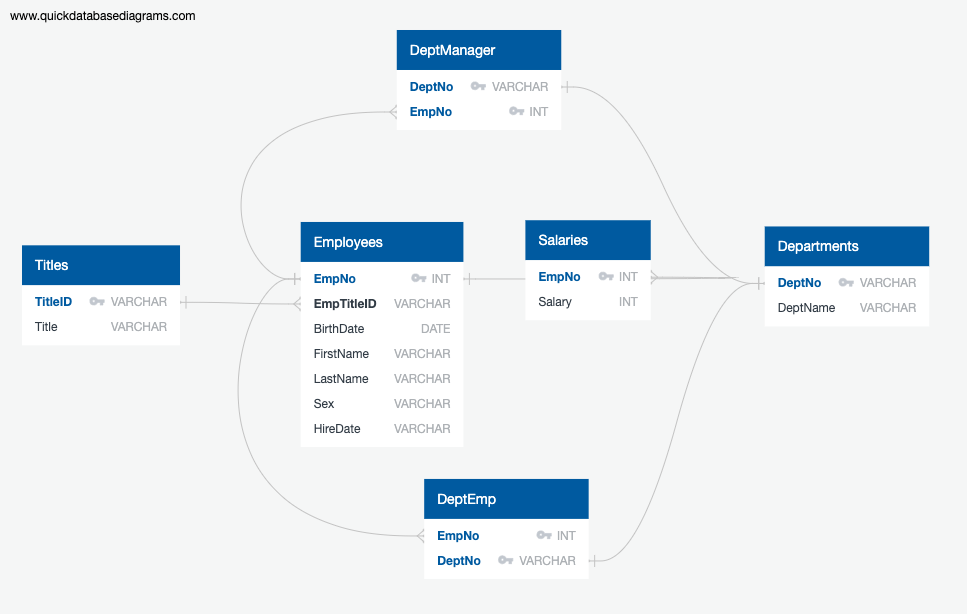 www.quickdatabasediagrams.com
DeptManager
DeptNo VARCHAR
EmpNo INT
Titles
TitleID VARCHAR
Title VARCHAR
Employees
EmpNo INT
EmpTitleID VARCHAR
BirthDate DATE
FirstName VARCHAR
LastName VARCHAR
Sex VARCHAR
HireDate VARCHAR
Salaries
EmpNo INT
Salary INT
Departments
DeptNo VARCHAR
DeptName VARCHAR
DeptEmp
EmpNo INT
DeptNo VARCHAR